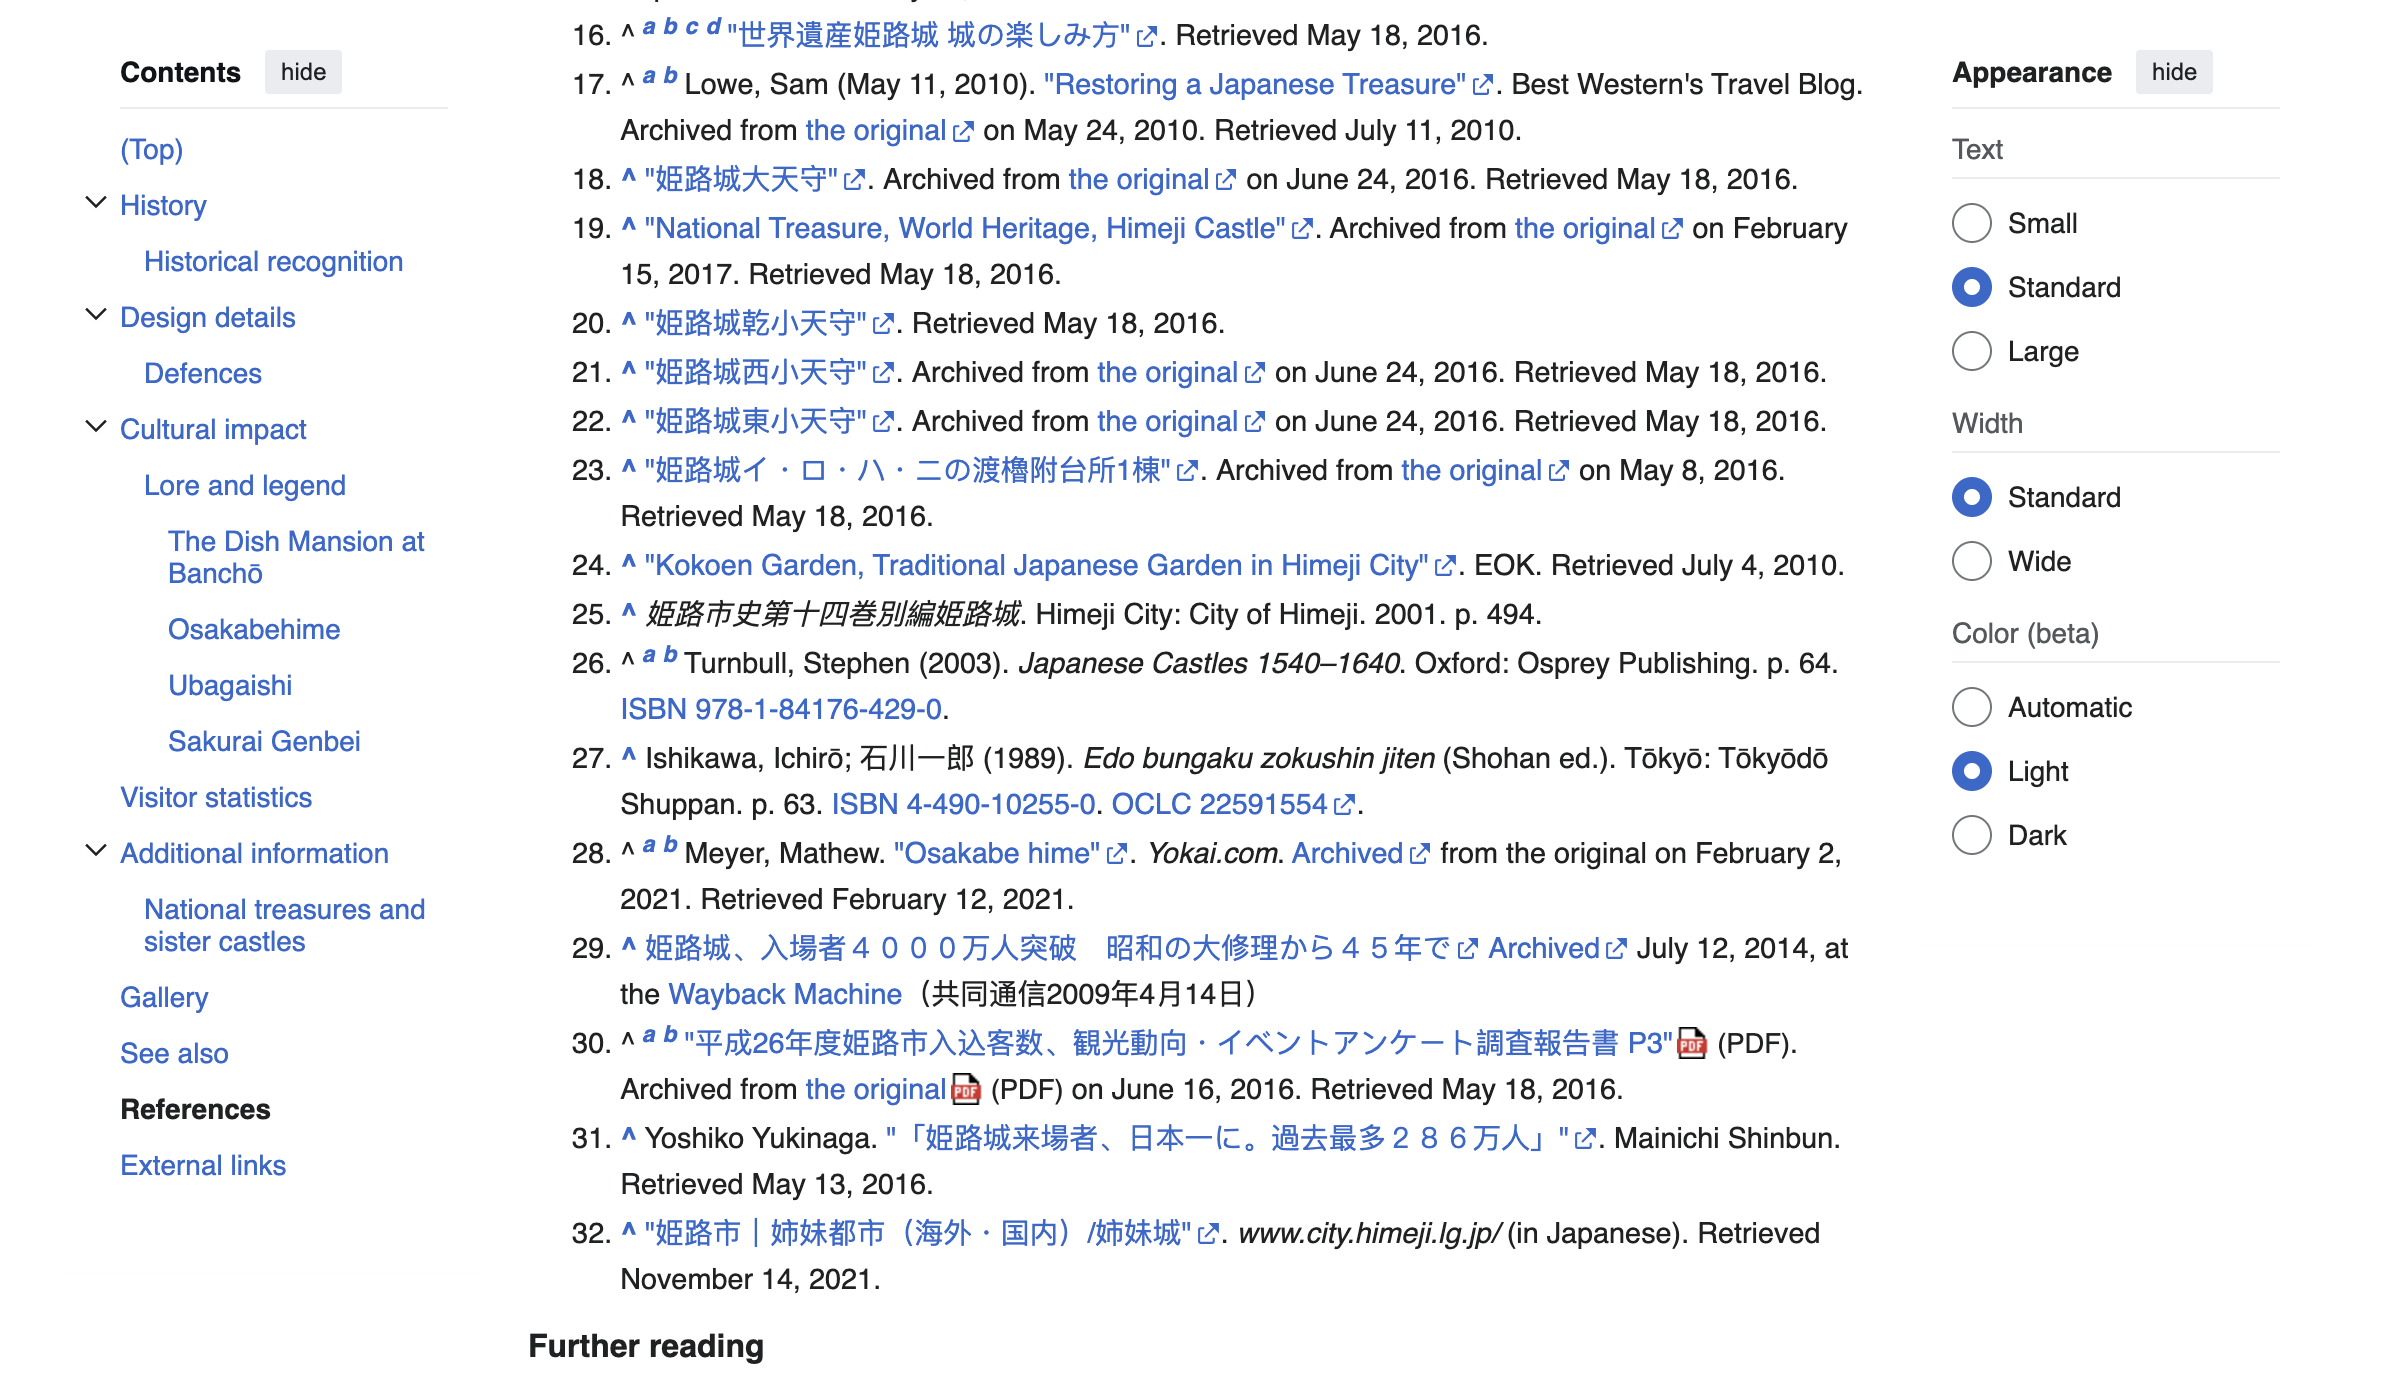 Contents hide
(Top)
History
Historical recognition
Design details
Defences
Cultural impact
Lore and legend
The Dish Mansion at
Banchō
Osakabehime
Ubagaishi
Sakurai Genbei
Visitor statistics
Additional information
National treasures and
sister castles
Gallery
See also
References
External links
16. ^ a b c d "世界遺産姫路城 城の楽しみ方". Retrieved May 18, 2016.
17. ^ a b Lowe, Sam (May 11, 2010). "Restoring a Japanese Treasure". Best Western's Travel Blog.
Archived from the original on May 24, 2010. Retrieved July 11, 2010.
18. ^ "姫路城大天守". Archived from the original on June 24, 2016. Retrieved May 18, 2016.
19. ^ "National Treasure, World Heritage, Himeji Castle". Archived from the original on February
15, 2017. Retrieved May 18, 2016.
20. ^ "姫路城乾小天守". Retrieved May 18, 2016.
21. ^ "姫路城西小天守". Archived from the original on June 24, 2016. Retrieved May 18, 2016.
22. ^ "姫路城東小天守". Archived from the original on June 24, 2016. Retrieved May 18, 2016.
23. ^ "姫路城イ・ロ・ハ・ニの渡櫓附台所1棟". Archived from the original on May 8, 2016.
Retrieved May 18, 2016.
24. ^ "Kokoen Garden, Traditional Japanese Garden in Himeji City". EOK. Retrieved July 4, 2010.
25. ^ 姫路市史第十四巻別編姫路城. Himeji City: City of Himeji. 2001. p. 494.
26. ^ a b Turnbull, Stephen (2003). Japanese Castles 1540–1640. Oxford: Osprey Publishing. p. 64.
ISBN 978-1-84176-429-0.
27. ^ Ishikawa, Ichirō; 石川一郎 (1989). Edo bungaku zokushin jiten (Shohan ed.). Tōkyō: Tōkyōdō
Shuppan. p. 63. ISBN 4-490-10255-0. OCLC 22591554.
28. ^ a b Meyer, Mathew. "Osakabe hime". Yokai.com. Archived from the original on February 2,
2021. Retrieved February 12, 2021.
29. ^ 姫路城、入場者４０００万人突破　昭和の大修理から４５年で Archived July 12, 2014, at
the Wayback Machine（共同通信2009年4月14日）
30. ^ a b "平成26年度姫路市入込客数、観光動向・イベントアンケート調査報告書 P3" (PDF).
Archived from the original (PDF) on June 16, 2016. Retrieved May 18, 2016.
31. ^ Yoshiko Yukinaga. "「姫路城来場者、日本一に。過去最多２８６万人」". Mainichi Shinbun.
Retrieved May 13, 2016.
32. ^ "姫路市｜姉妹都市（海外・国内）/姉妹城". www.city.himeji.lg.jp/ (in Japanese). Retrieved
November 14, 2021.
Further reading
Appearance hide
Text
Small
Standard
Large
Width
Standard
Wide
Color (beta)
Automatic
Light
Dark